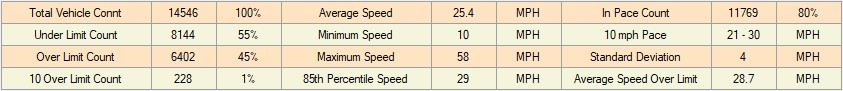 Total Vehicle Connt 14546 100% Average Speed 25.4 MPH In Pace Count 11769 80%
Under Limit Count 8144 55% Minimum Speed 10 MPH 10 mph Pace 21 - 30 MPH
Over Limit Count 6402 45% Maximum Speed 58 MPH Standard Deviation 4 MPH
10 Over Limit Count 228 1% 85th Percentile Speed 29 MPH Average Speed Over Limit 28.7 MPH